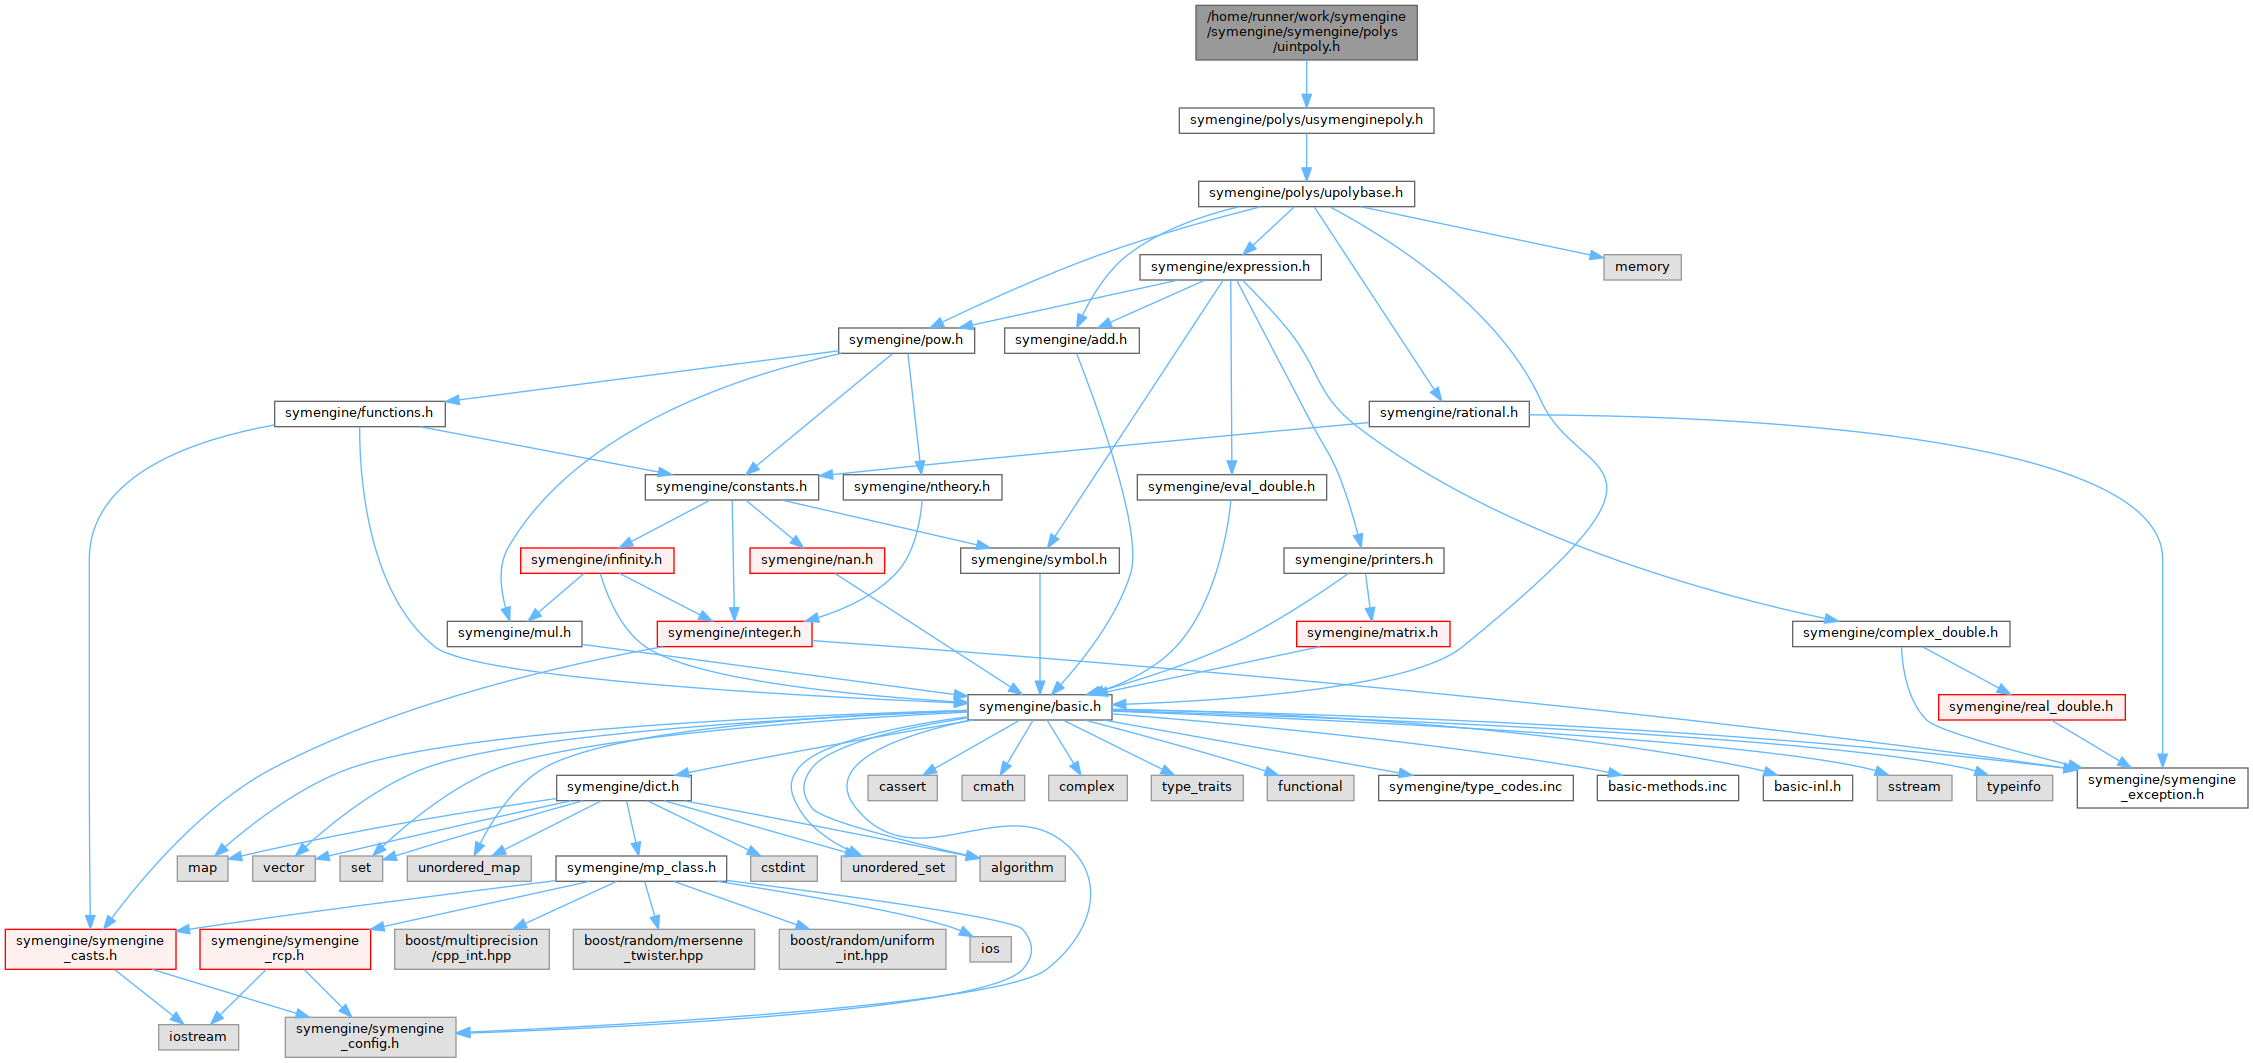 /home/runner/work/symengine
/symengine/symengine/polys
/uintpoly.h
symengine/polys/usymenginepoly.h
symengine/polys/upolybase.h
symengine/expression.h
memory
symengine/pow.h
symengine/add.h
symengine/functions.h
symengine/rational.h
symengine/constants.h
symengine/ntheory.h
symengine/eval_double.h
symengine/infinity.h
symengine/nan.h
symengine/symbol.h
symengine/printers.h
symengine/mul.h
symengine/integer.h
symengine/matrix.h
symengine/complex_double.h
symengine/basic.h
symengine/real_double.h
symengine/dict.h
cassert
cmath
complex
type_traits
functional
symengine/type_codes.inc
basic-methods.inc
basic-inl.h
sstream
typeinfo
symengine/symengine
_exception.h
map
vector
set
unordered_map
symengine/mp_class.h
cstdint
unordered_set
algorithm
symengine/symengine
_casts.h
symengine/symengine
_rcp.h
boost/multiprecision
/cpp_int.hpp
boost/random/mersenne
_twister.hpp
boost/random/uniform
_int.hpp
ios
iostream
symengine/symengine
_config.h